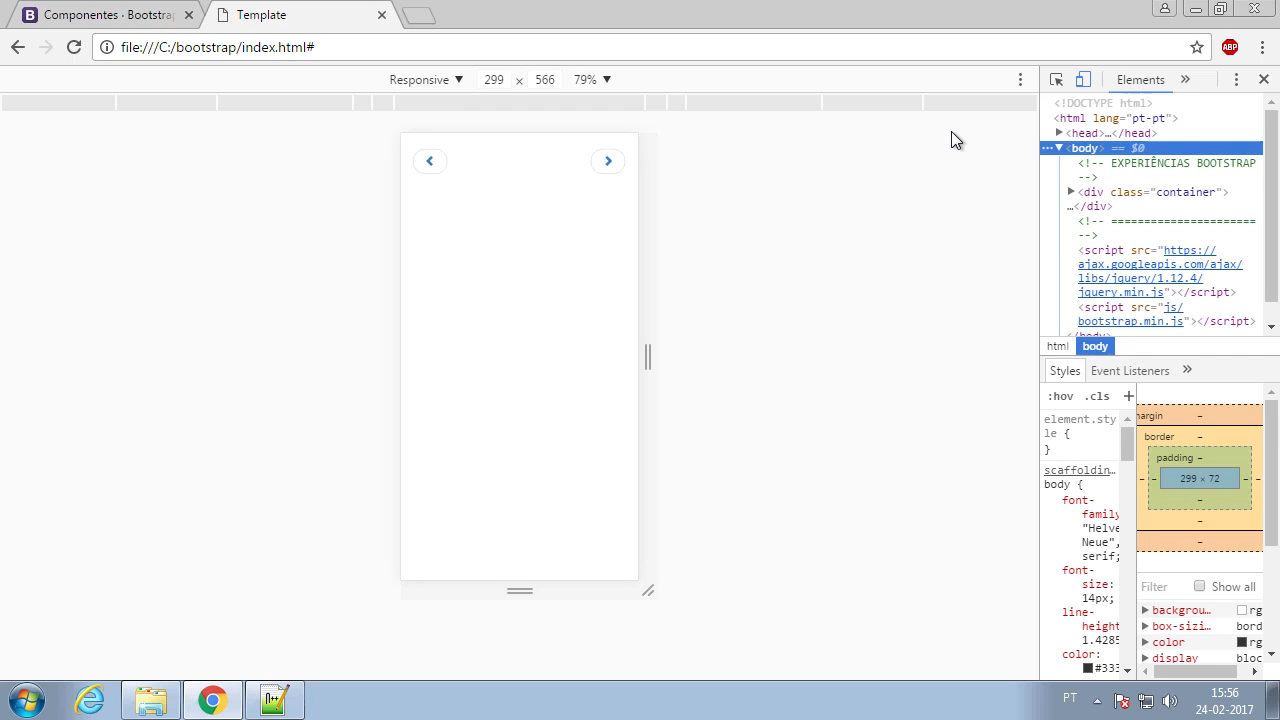 Componentes · Bootstrap
Template
file:///C:/bootstrap/index.html#
ABP
Responsive 299 × 566 79%
Elements
<!DOCTYPE html>
<html lang="pt-pt">
<head>…</head>
<body> == $0
<!-- EXPERIÊNCIAS BOOTSTRAP
-->
<div class="container">
…</div>
<!-- ======================
-->
<script src="https://
ajax.googleapis.com/ajax/
libs/jquery/1.12.4/
jquery.min.js"></script>
<script src="js/
bootstrap.min.js"></script>
</body>
html body
Styles Event Listeners
:hov .cls +
element.sty
le {
}
scaffoldin…
body {
font-
family
"Helve
Neue",
serif;
font-
size:
14px;
line-
height
1.4285
color:
#333
margin –
border
padding –
299 × 72
Filter Show all
backgrou… rg
box-sizi… bord
color rg
display bloc
PT
15:56
24-02-2017